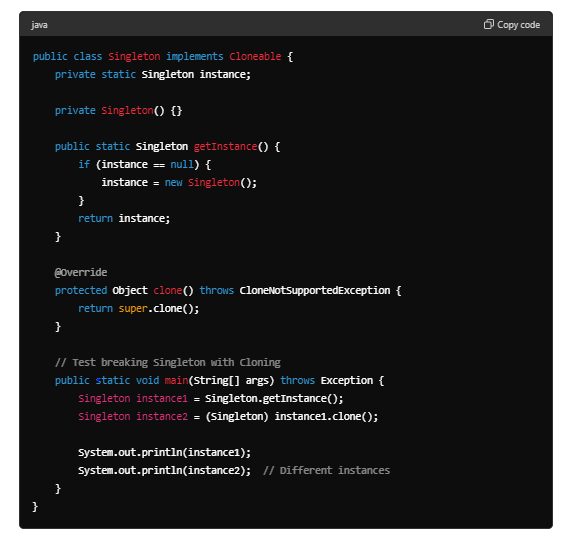 java
Copy code
public class Singleton implements Cloneable {
    private static Singleton instance;

    private Singleton() {}

    public static Singleton getInstance() {
        if (instance == null) {
            instance = new Singleton();
        }
        return instance;
    }

    @Override
    protected Object clone() throws CloneNotSupportedException {
        return super.clone();
    }

    // Test breaking Singleton with Cloning
    public static void main(String[] args) throws Exception {
        Singleton instance1 = Singleton.getInstance();
        Singleton instance2 = (Singleton) instance1.clone();

        System.out.println(instance1);
        System.out.println(instance2);  // Different instances
    }
}